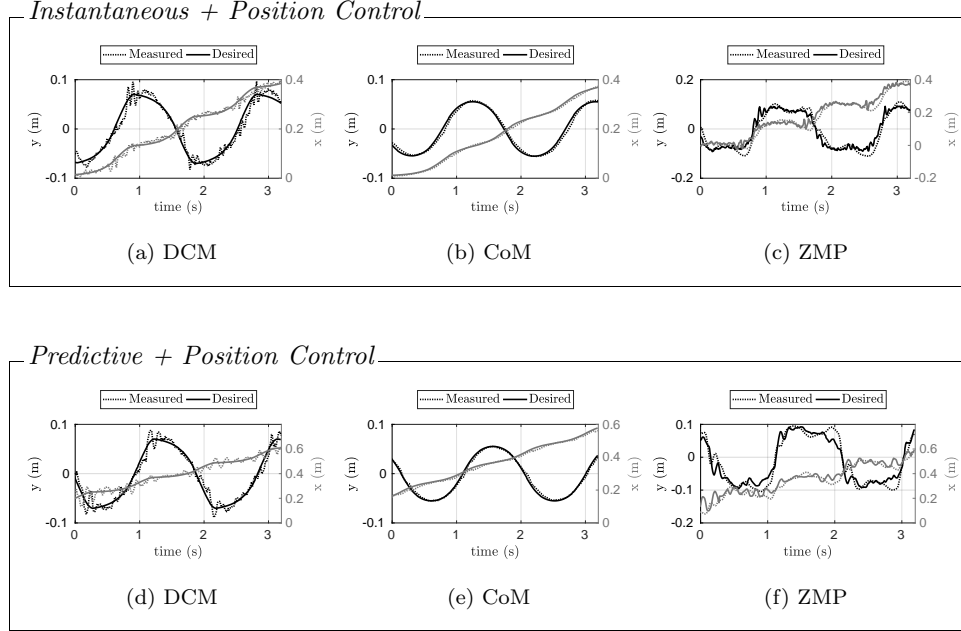 Instantaneous + Position Control
Measured Desired
Measured Desired
Measured Desired
0.1 0.4 0.1 0.4 0.2 0.4
y (m) 0 0.2 x (m) y (m) 0 0.2 x (m) y (m) 0 0.2 0 x (m)
-0.1 0 -0.1 0 -0.2 -0.2
0 1 2 3 0 1 2 3 0 1 2 3
time (s) time (s) time (s)
(a) DCM (b) CoM (c) ZMP
Predictive + Position Control
Measured Desired
Measured Desired
Measured Desired
0.1 0.1 0.6 0.1
y (m) 0 0.6 0.4 0.2 x (m) y (m) 0 0.4 0.2 x (m) y (m) 0 -0.1 0.6 0.4 0.2 x (m)
-0.1 0 -0.1 0 -0.2 0
0 1 2 3 0 1 2 3 0 1 2 3
time (s) time (s) time (s)
(d) DCM (e) CoM (f) ZMP